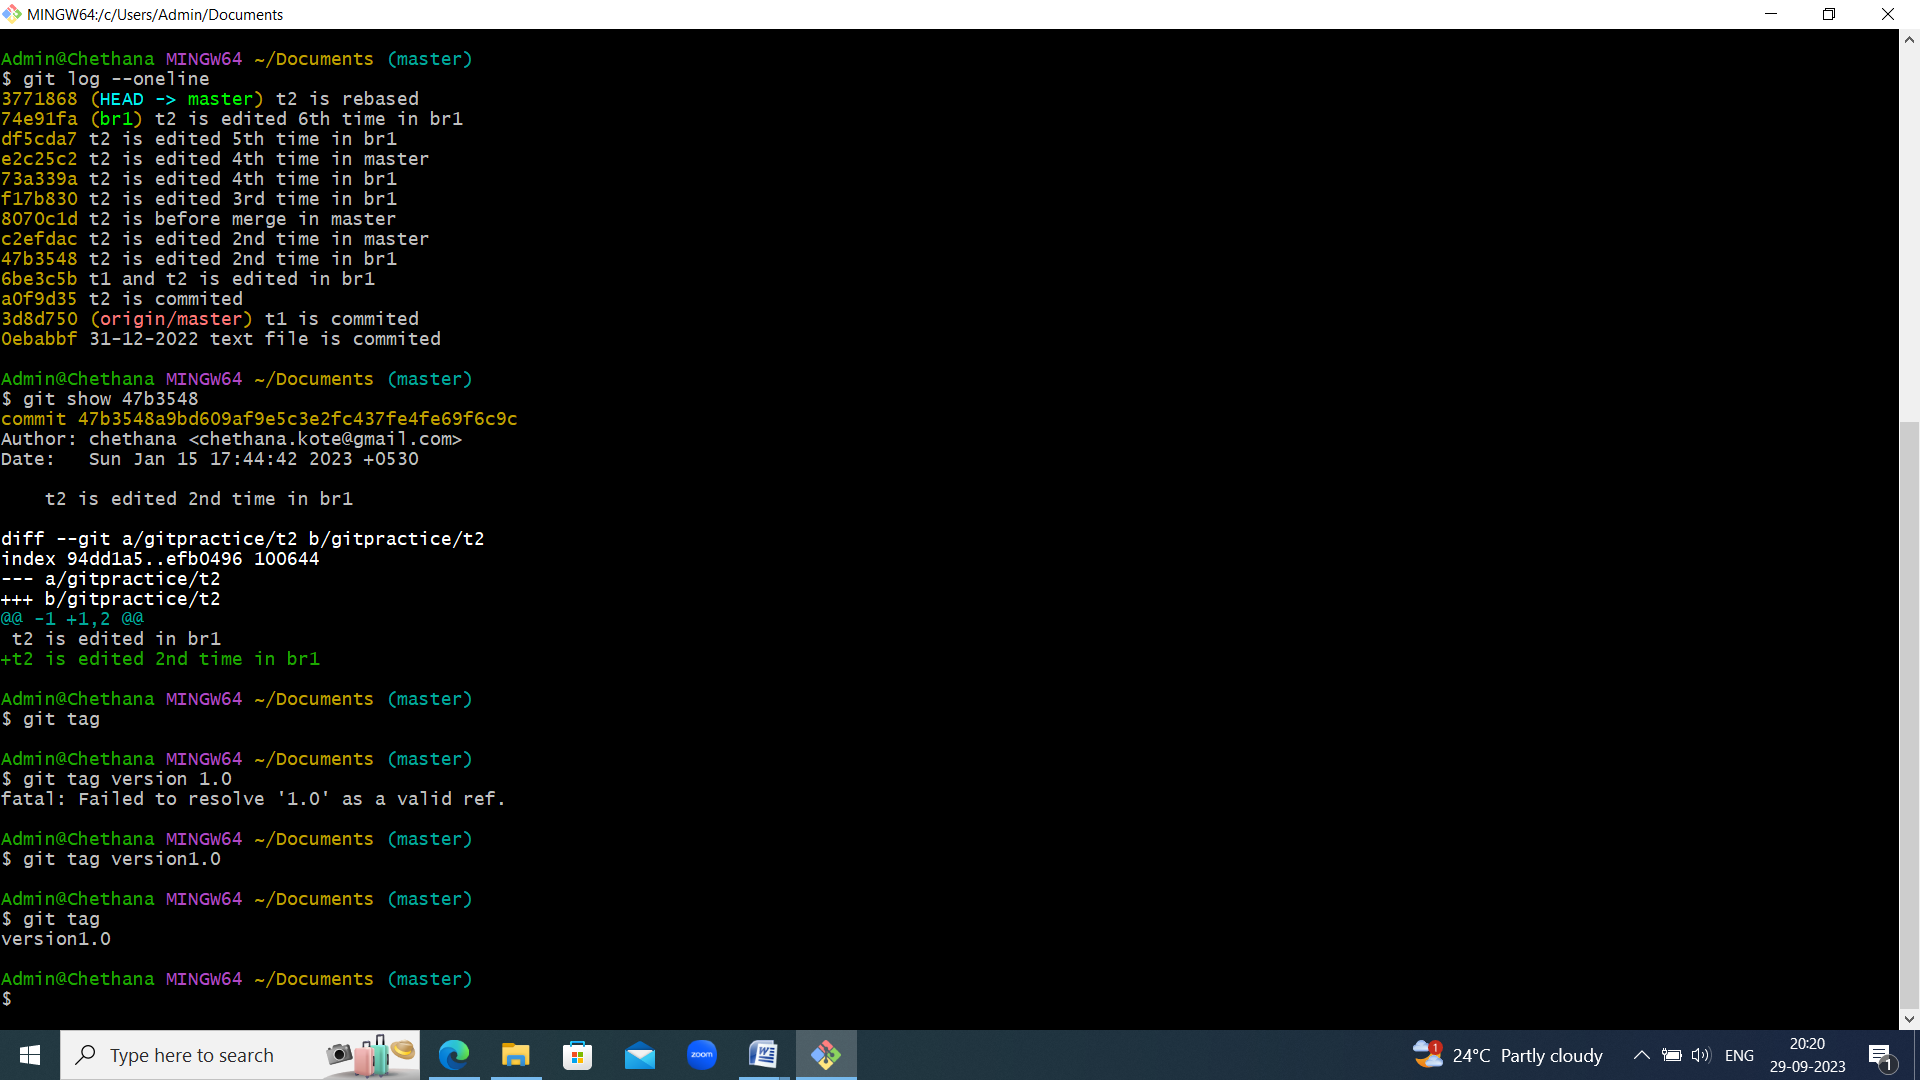 MINGW64:/c/Users/Admin/Documents
Admin@Chethana MINGW64 ~/Documents (master)
$ git log --oneline
3771868 (HEAD -> master) t2 is rebased
74e91fa (br1) t2 is edited 6th time in br1
df5cda7 t2 is edited 5th time in br1
e2c25c2 t2 is edited 4th time in master
73a339a t2 is edited 4th time in br1
f17b830 t2 is edited 3rd time in br1
8070c1d t2 is before merge in master
c2efdac t2 is edited 2nd time in master
47b3548 t2 is edited 2nd time in br1
6be3c5b t1 and t2 is edited in br1
a0f9d35 t2 is commited
3d8d750 (origin/master) t1 is commited
0ebabbf 31-12-2022 text file is commited
Admin@Chethana MINGW64 ~/Documents (master)
$ git show 47b3548
commit 47b3548a9bd609af9e5c3e2fc437fe4fe69f6c9c
Author: chethana <chethana.kote@gmail.com>
Date:   Sun Jan 15 17:44:42 2023 +0530
t2 is edited 2nd time in br1
diff --git a/gitpractice/t2 b/gitpractice/t2
index 94dd1a5..efb0496 100644
--- a/gitpractice/t2
+++ b/gitpractice/t2
@@ -1 +1,2 @@
t2 is edited in br1
+t2 is edited 2nd time in br1
Admin@Chethana MINGW64 ~/Documents (master)
$ git tag
Admin@Chethana MINGW64 ~/Documents (master)
$ git tag version 1.0
fatal: Failed to resolve '1.0' as a valid ref.
Admin@Chethana MINGW64 ~/Documents (master)
$ git tag version1.0
Admin@Chethana MINGW64 ~/Documents (master)
$ git tag
version1.0
Admin@Chethana MINGW64 ~/Documents (master)
$
Type here to search
zoom
W
1
24°C Partly cloudy
ENG
20:20
29-09-2023
1